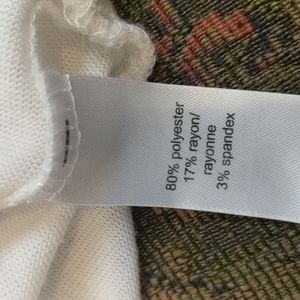 80% polyester
17% rayon/
rayonne
3% spandex